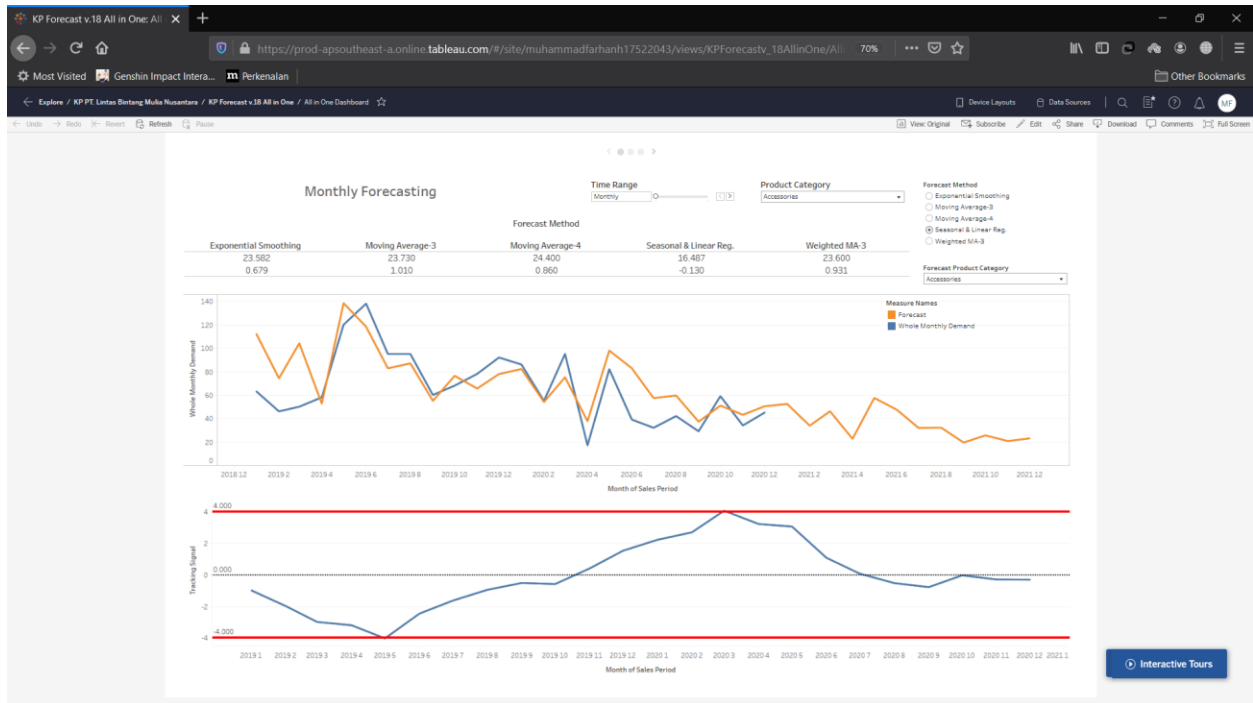 KP Forecast v.18 All in One: All
https://prod-apsoutheast-a.online.tableau.com/#/site/muhammadfarhanh17522043/views/KPForecastv_18AllinOne/All 70%
Most Visited Genshin Impact Intera... m Perkenalan Other Bookmarks
Explore / KP PT. Lintas Bintang Mulia Nusantara / KP Forecast v.18 All in One / All in One Dashboard Device Layouts Data Sources MF
Undo Redo Revert Refresh Pause View: Original Subscribe Edit Share Download Comments Full Screen
Monthly Forecasting
Time Range
Monthly
Product Category
Accessories
Forecast Method
Exponential Smoothing
Moving Average-3
Moving Average-4
Seasonal & Linear Reg.
Weighted MA-3
Forecast Product Category
Accessories
Forecast Method
Exponential Smoothing Moving Average-3 Moving Average-4 Seasonal & Linear Reg. Weighted MA-3
23.582 23.730 24.400 16.487 23.600
0.679 1.010 0.860 -0.130 0.931
Measure Names
Forecast
Whole Monthly Demand
Whole Monthly Demand
140
120
100
80
60
40
20
0
2018 12 2019 2 2019 4 2019 6 2019 8 2019 10 2019 12 2020 2 2020 4 2020 6 2020 8 2020 10 2020 12 2021 2 2021 4 2021 6 2021 8 2021 10 2021 12
Month of Sales Period
Tracking Signal
4.000
4
2
0.000
0
-2
-4.000
-4
2019 1 2019 2 2019 3 2019 4 2019 5 2019 6 2019 7 2019 8 2019 9 2019 10 2019 11 2019 12 2020 1 2020 2 2020 3 2020 4 2020 5 2020 6 2020 7 2020 8 2020 9 2020 10 2020 11 2020 12 2021 1
Month of Sales Period
Interactive Tours